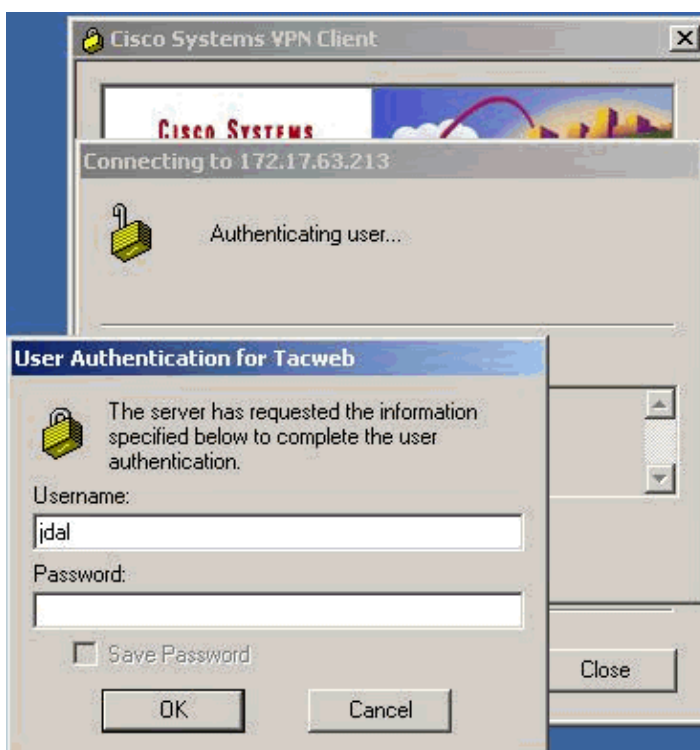 Cisco Systems VPN Client
CISCO SYSTEMS
Connecting to 172.17.63.213
Authenticating user...
User Authentication for Tacweb
The server has requested the information
specified below to complete the user
authentication.
Username:
jdal
Password:
Save Password
OK
Cancel
Close